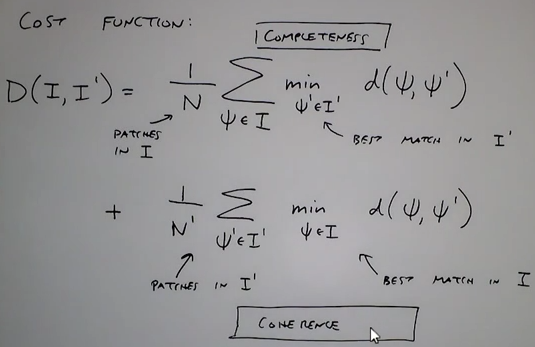 COST FUNCTION:
COMPLETENESS
D(I, I') = 1/N Σ ψ∈I min ψ'∈I' d(ψ, ψ')
PATCHES IN I
BEST MATCH IN I'
+ 1/N' Σ ψ'∈I' min ψ∈I d(ψ, ψ')
PATCHES IN I'
BEST MATCH IN I
COHERENCE